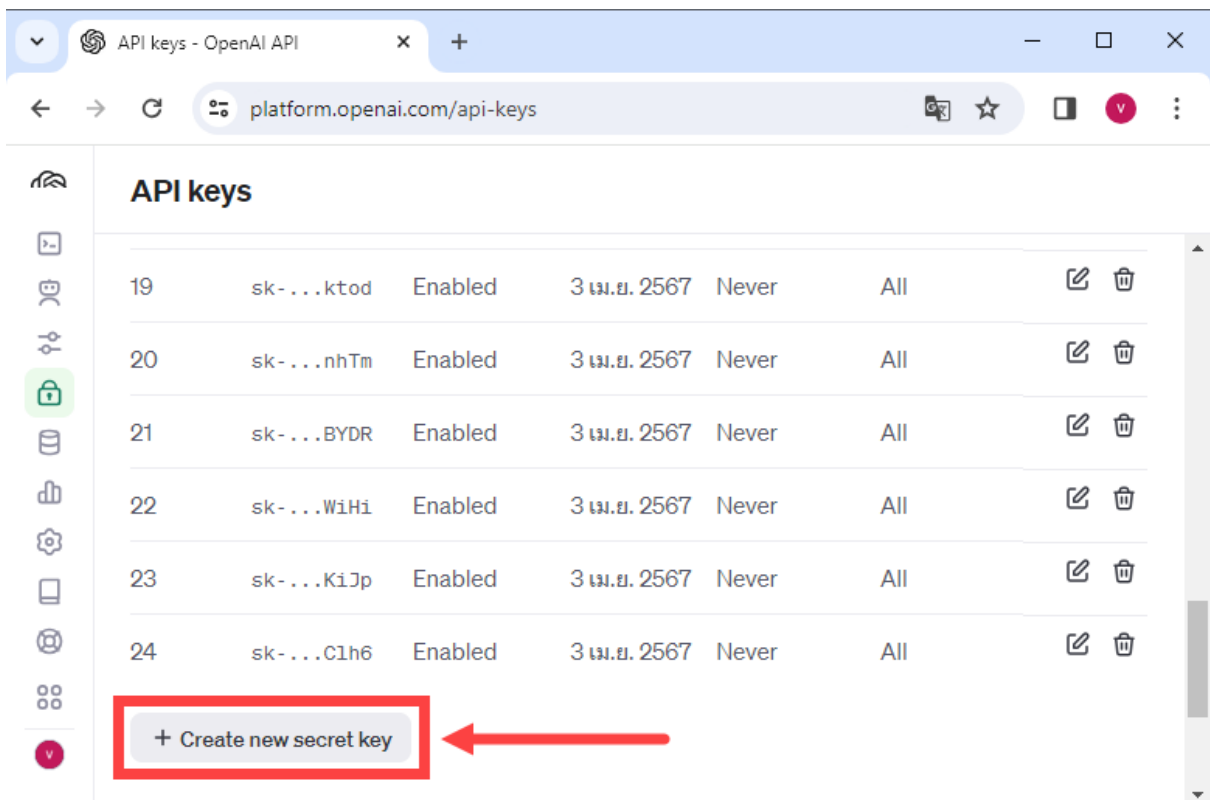 API keys - OpenAI API
platform.openai.com/api-keys
V
API keys
19 sk-...ktod Enabled 3 เม.ย. 2567 Never All
20 sk-...nhTm Enabled 3 เม.ย. 2567 Never All
21 sk-...BYDR Enabled 3 เม.ย. 2567 Never All
22 sk-...WiHi Enabled 3 เม.ย. 2567 Never All
23 sk-...KiJp Enabled 3 เม.ย. 2567 Never All
24 sk-...Clh6 Enabled 3 เม.ย. 2567 Never All
+ Create new secret key
V